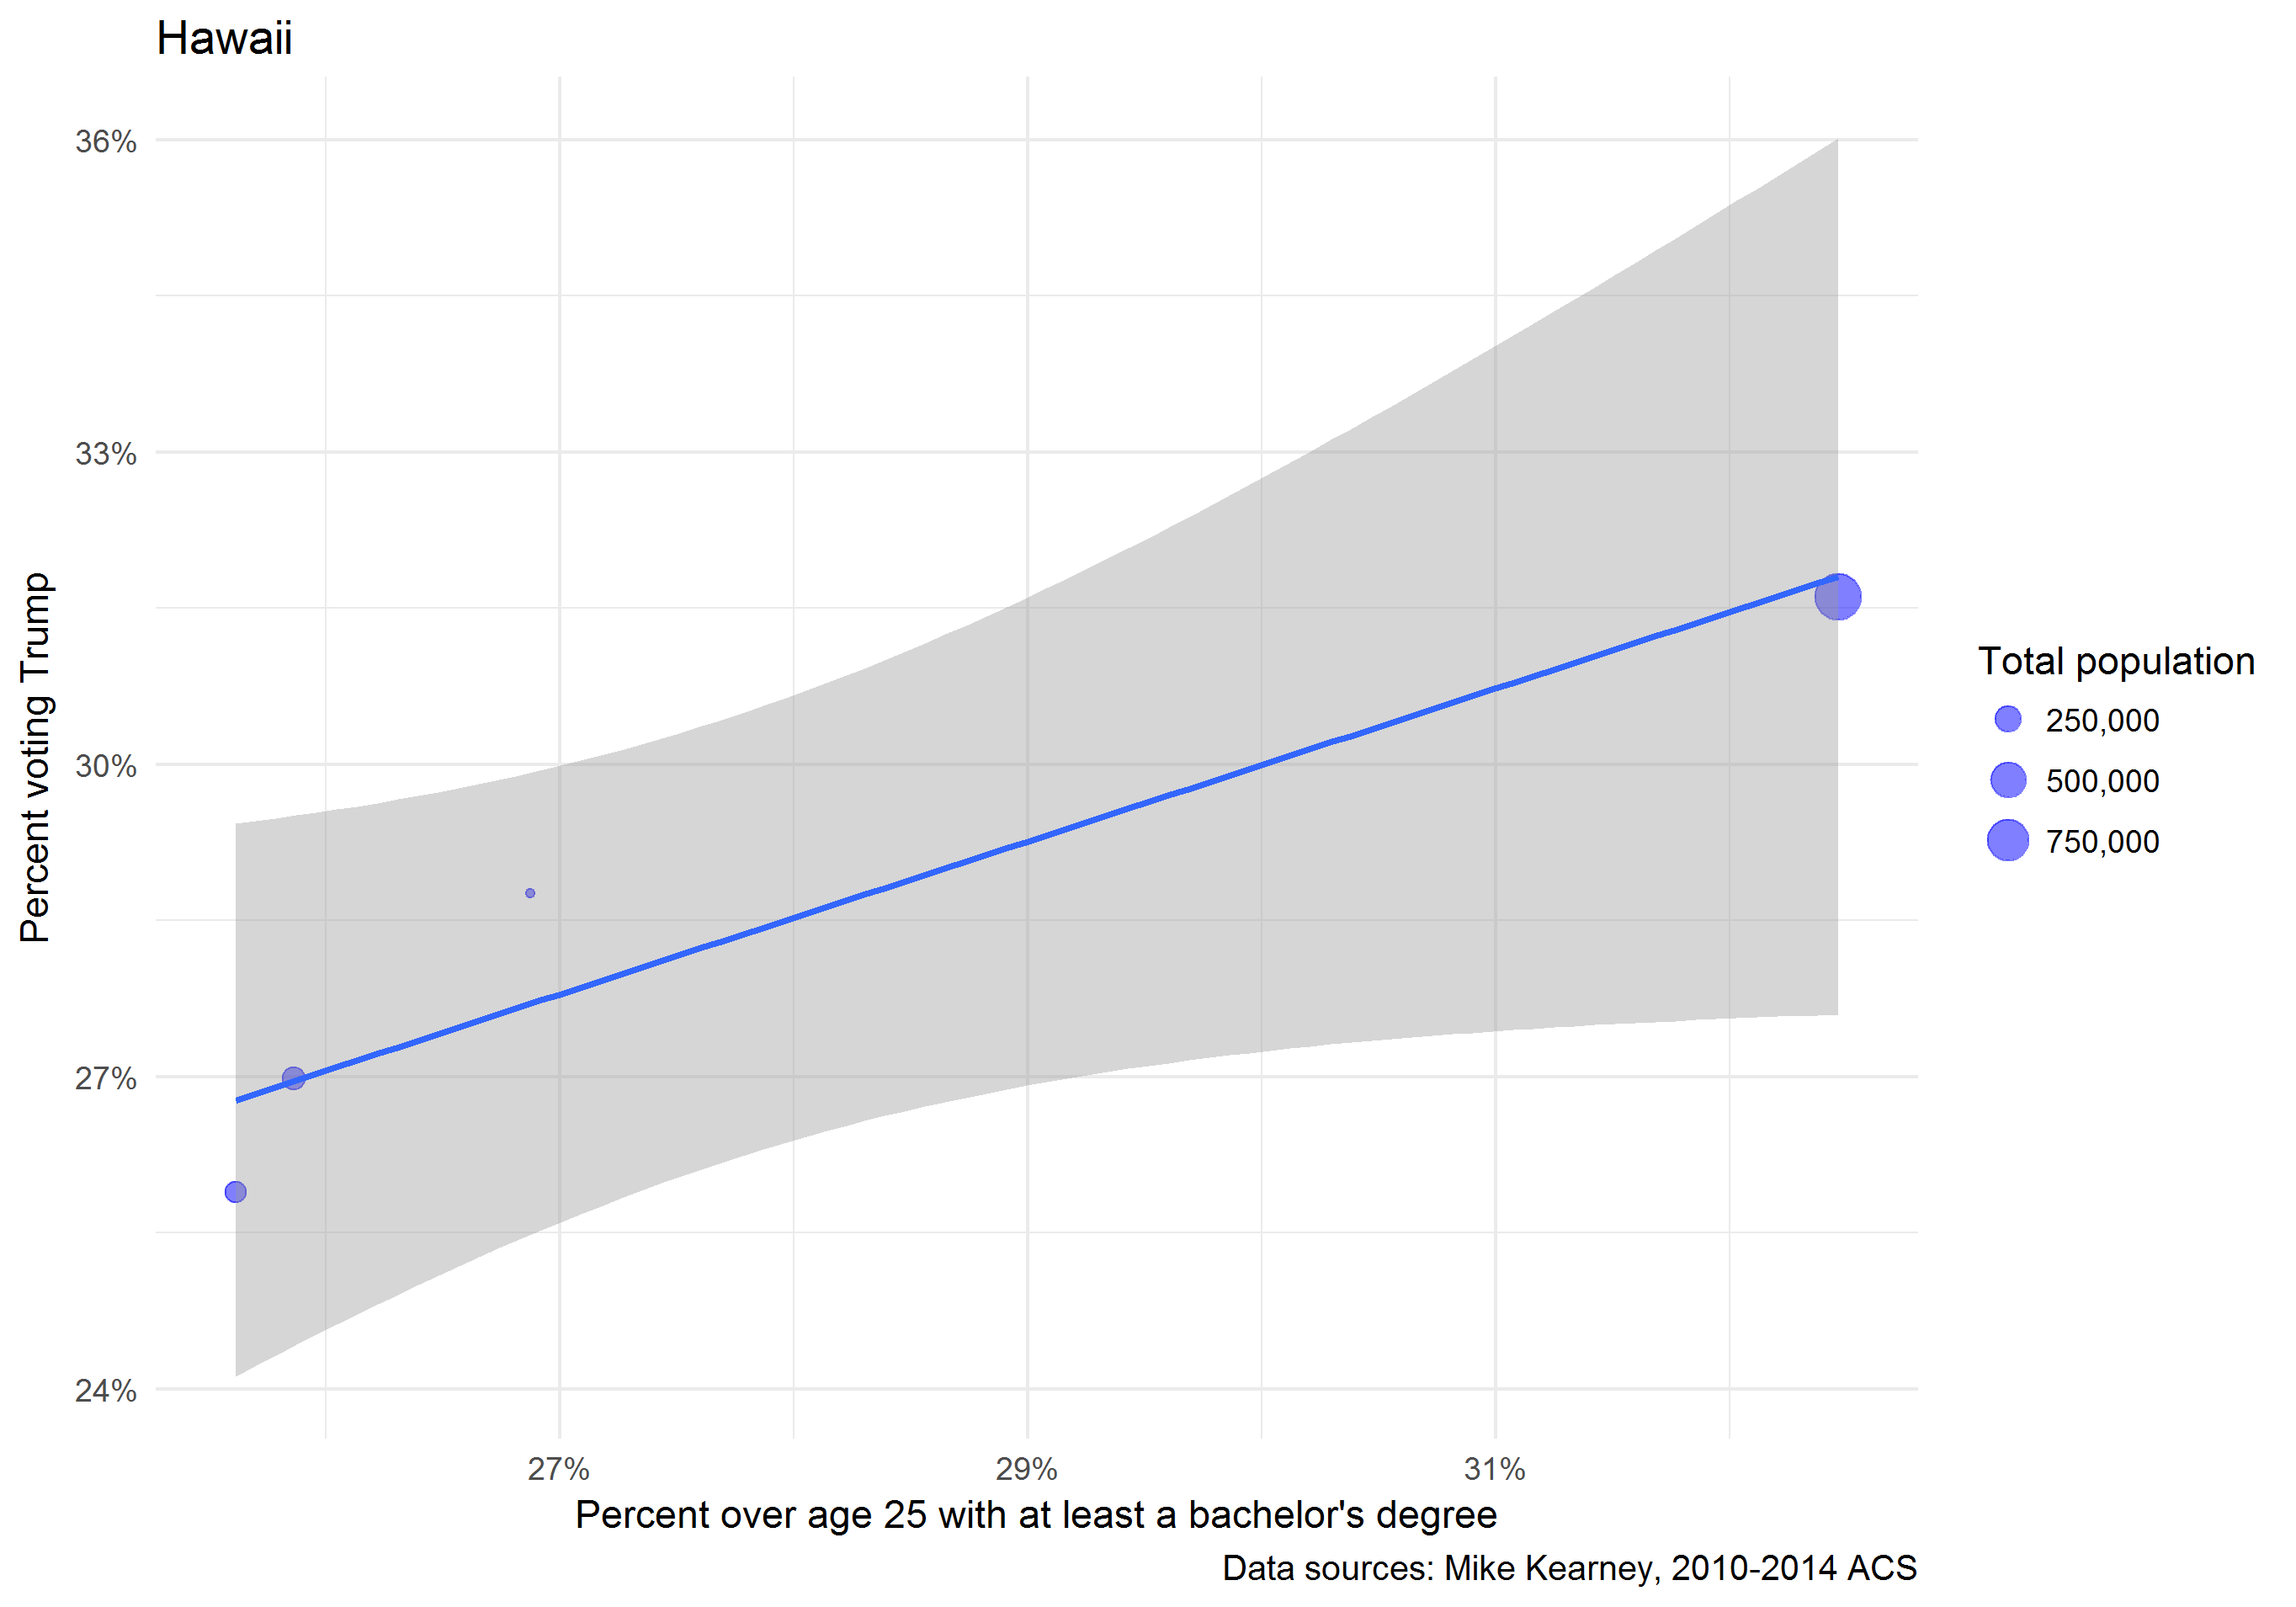 Hawaii
36%
33%
30%
27%
24%
Percent voting Trump
27%
29%
31%
Percent over age 25 with at least a bachelor's degree
Total population
250,000
500,000
750,000
Data sources: Mike Kearney, 2010-2014 ACS